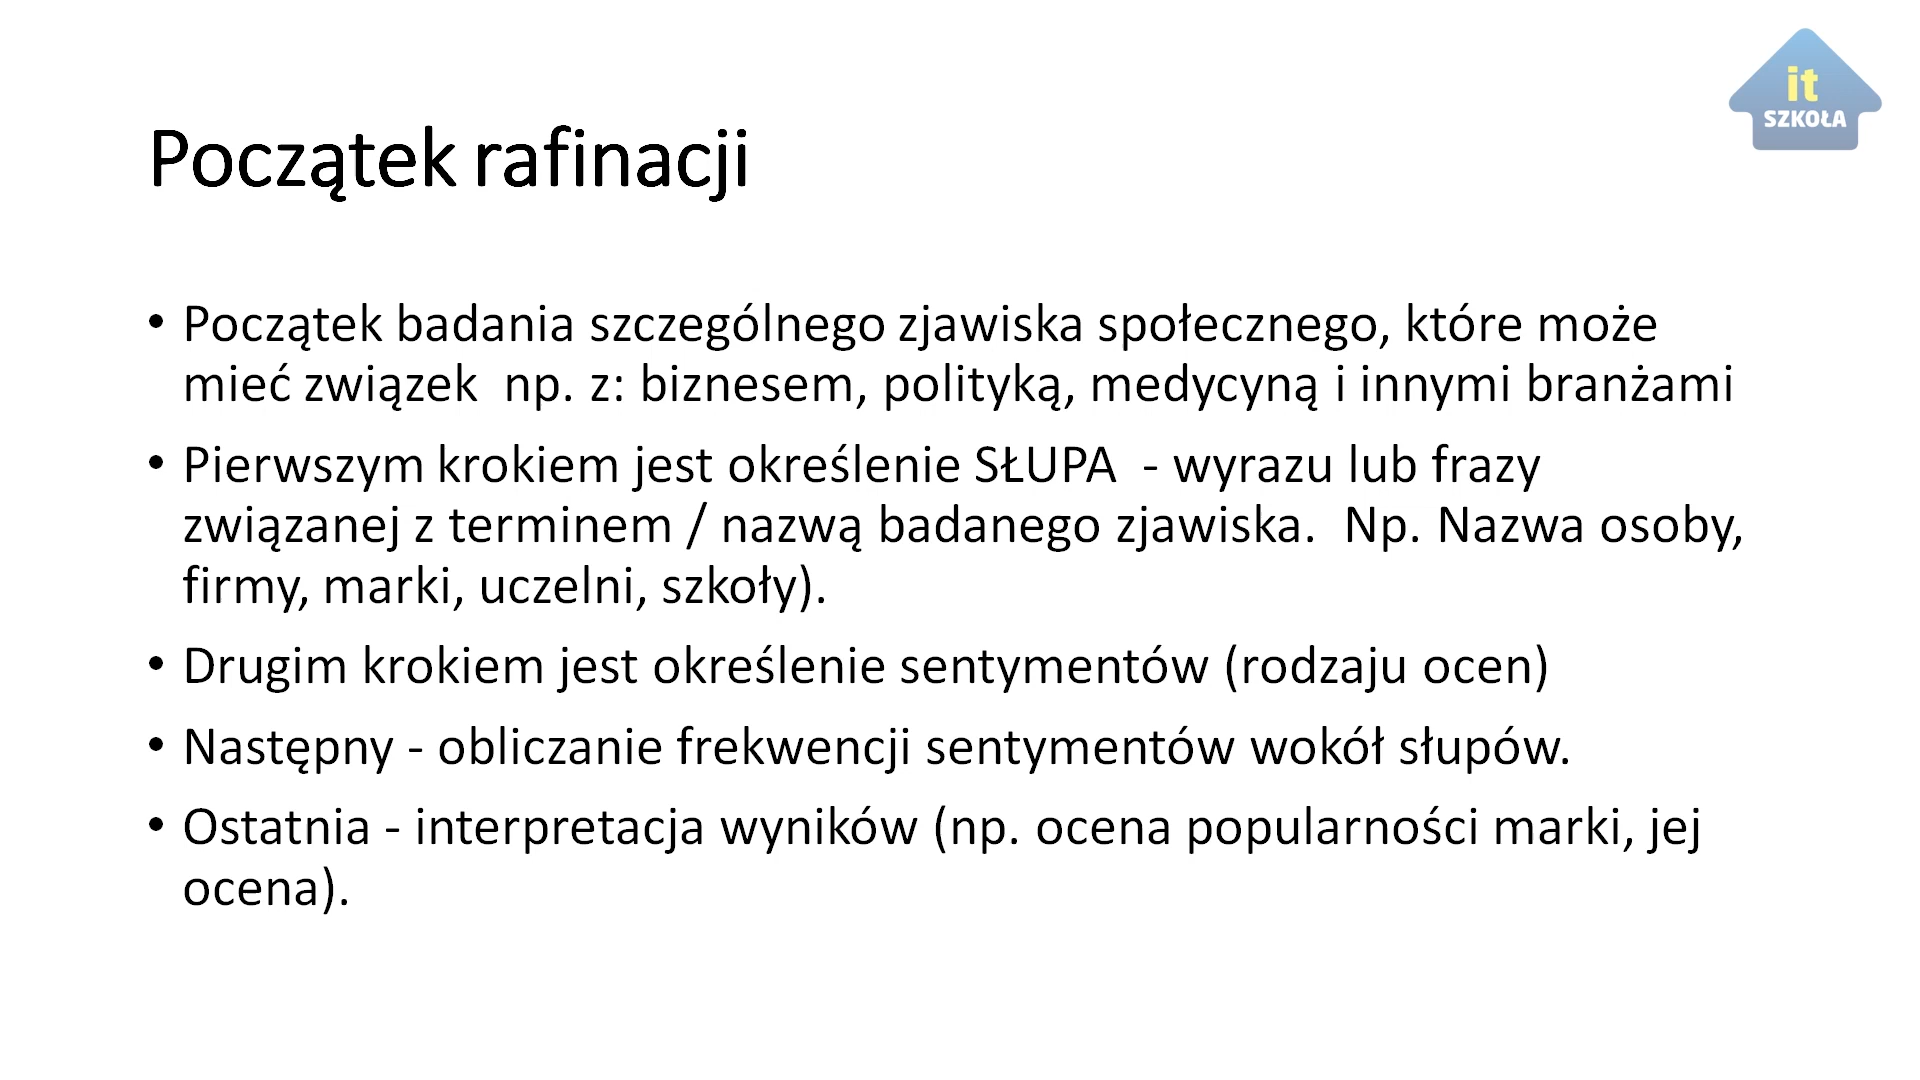 it
SZKOŁA
Początek rafinacji
• Początek badania szczególnego zjawiska społecznego, które może
mieć związek  np. z: biznesem, polityką, medycyną i innymi branżami
• Pierwszym krokiem jest określenie SŁUPA  - wyrazu lub frazy
związanej z terminem / nazwą badanego zjawiska.  Np. Nazwa osoby,
firmy, marki, uczelni, szkoły).
• Drugim krokiem jest określenie sentymentów (rodzaju ocen)
• Następny - obliczanie frekwencji sentymentów wokół słupów.
• Ostatnia - interpretacja wyników (np. ocena popularności marki, jej
ocena).